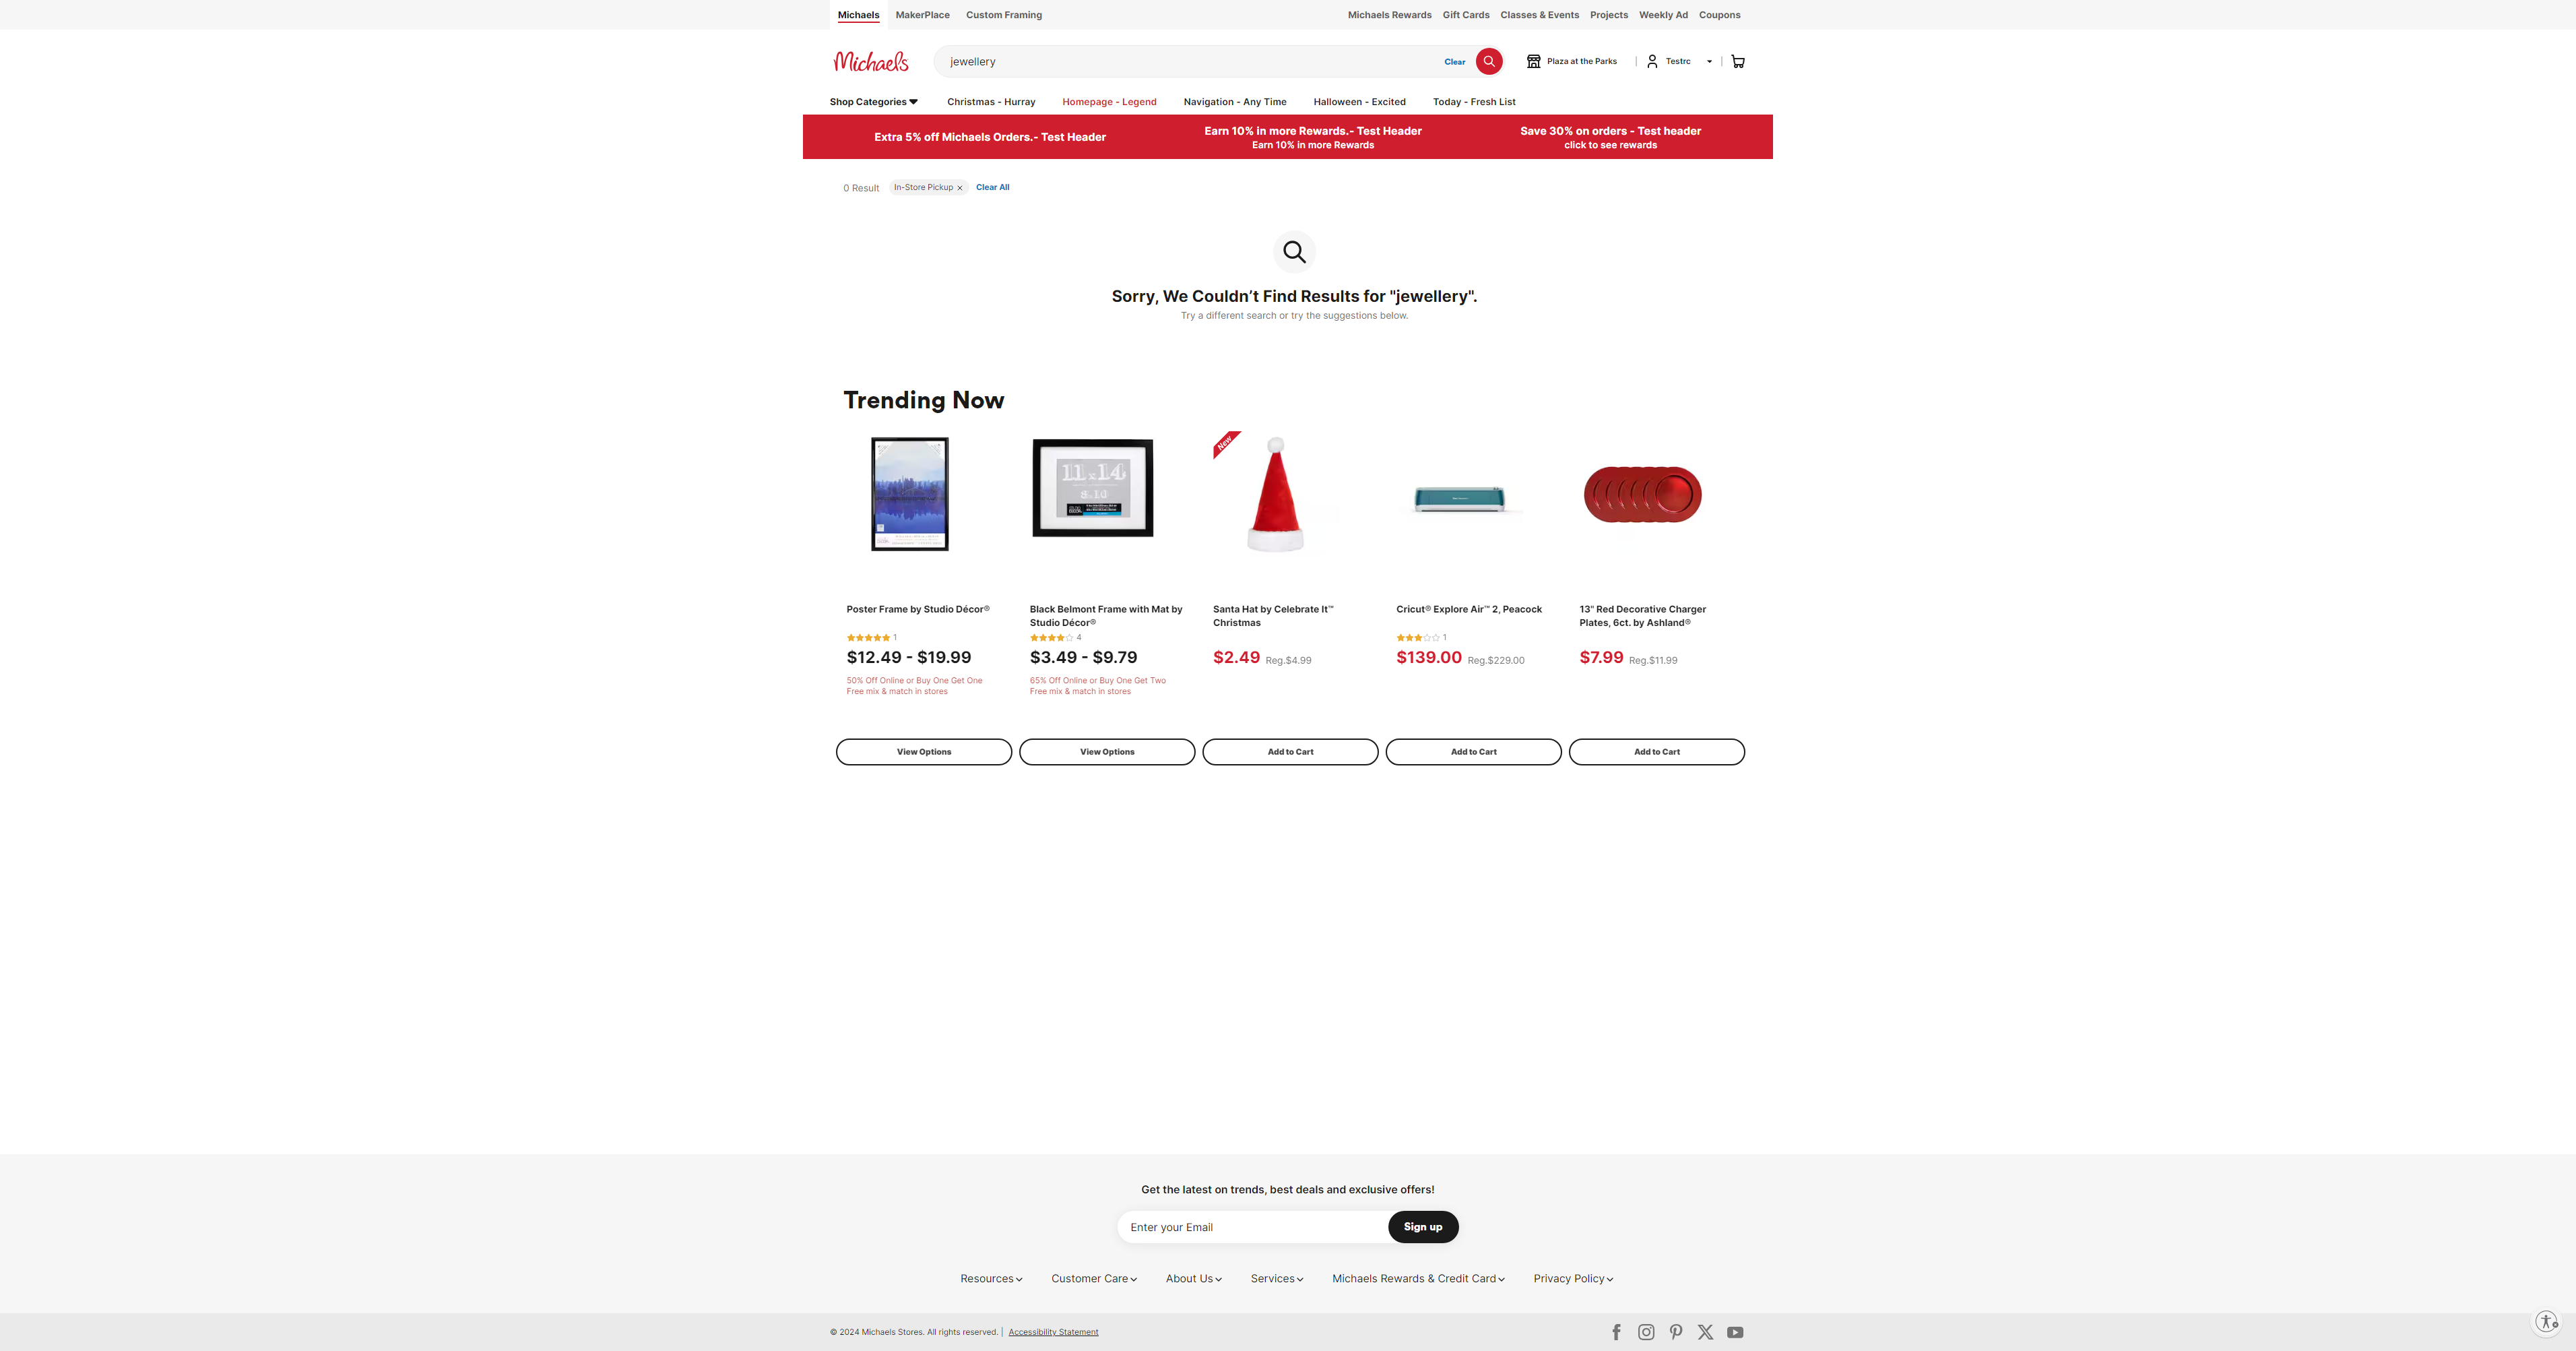 Michaels MakerPlace Custom Framing Michaels Rewards Gift Cards Classes & Events Projects Weekly Ad Coupons
Michaels jewellery Clear Plaza at the Parks | Testrc |
Shop Categories Christmas - Hurray Homepage - Legend Navigation - Any Time Halloween - Excited Today - Fresh List
Extra 5% off Michaels Orders.- Test Header
Earn 10% in more Rewards.- Test Header
Earn 10% in more Rewards
Save 30% on orders - Test header
click to see rewards
0 Result In-Store Pickup × Clear All
Sorry, We Couldn’t Find Results for "jewellery".
Try a different search or try the suggestions below.
Trending Now
11x14
8x10
New
Poster Frame by Studio Décor®
1
$12.49 - $19.99
50% Off Online or Buy One Get One
Free mix & match in stores
View Options
Black Belmont Frame with Mat by
Studio Décor®
4
$3.49 - $9.79
65% Off Online or Buy One Get Two
Free mix & match in stores
View Options
Santa Hat by Celebrate It™
Christmas
$2.49 Reg.$4.99
Add to Cart
Cricut® Explore Air™ 2, Peacock
1
$139.00 Reg.$229.00
Add to Cart
13" Red Decorative Charger
Plates, 6ct. by Ashland®
$7.99 Reg.$11.99
Add to Cart
Get the latest on trends, best deals and exclusive offers!
Enter your Email Sign up
Resources Customer Care About Us Services Michaels Rewards & Credit Card Privacy Policy
© 2024 Michaels Stores. All rights reserved. | Accessibility Statement